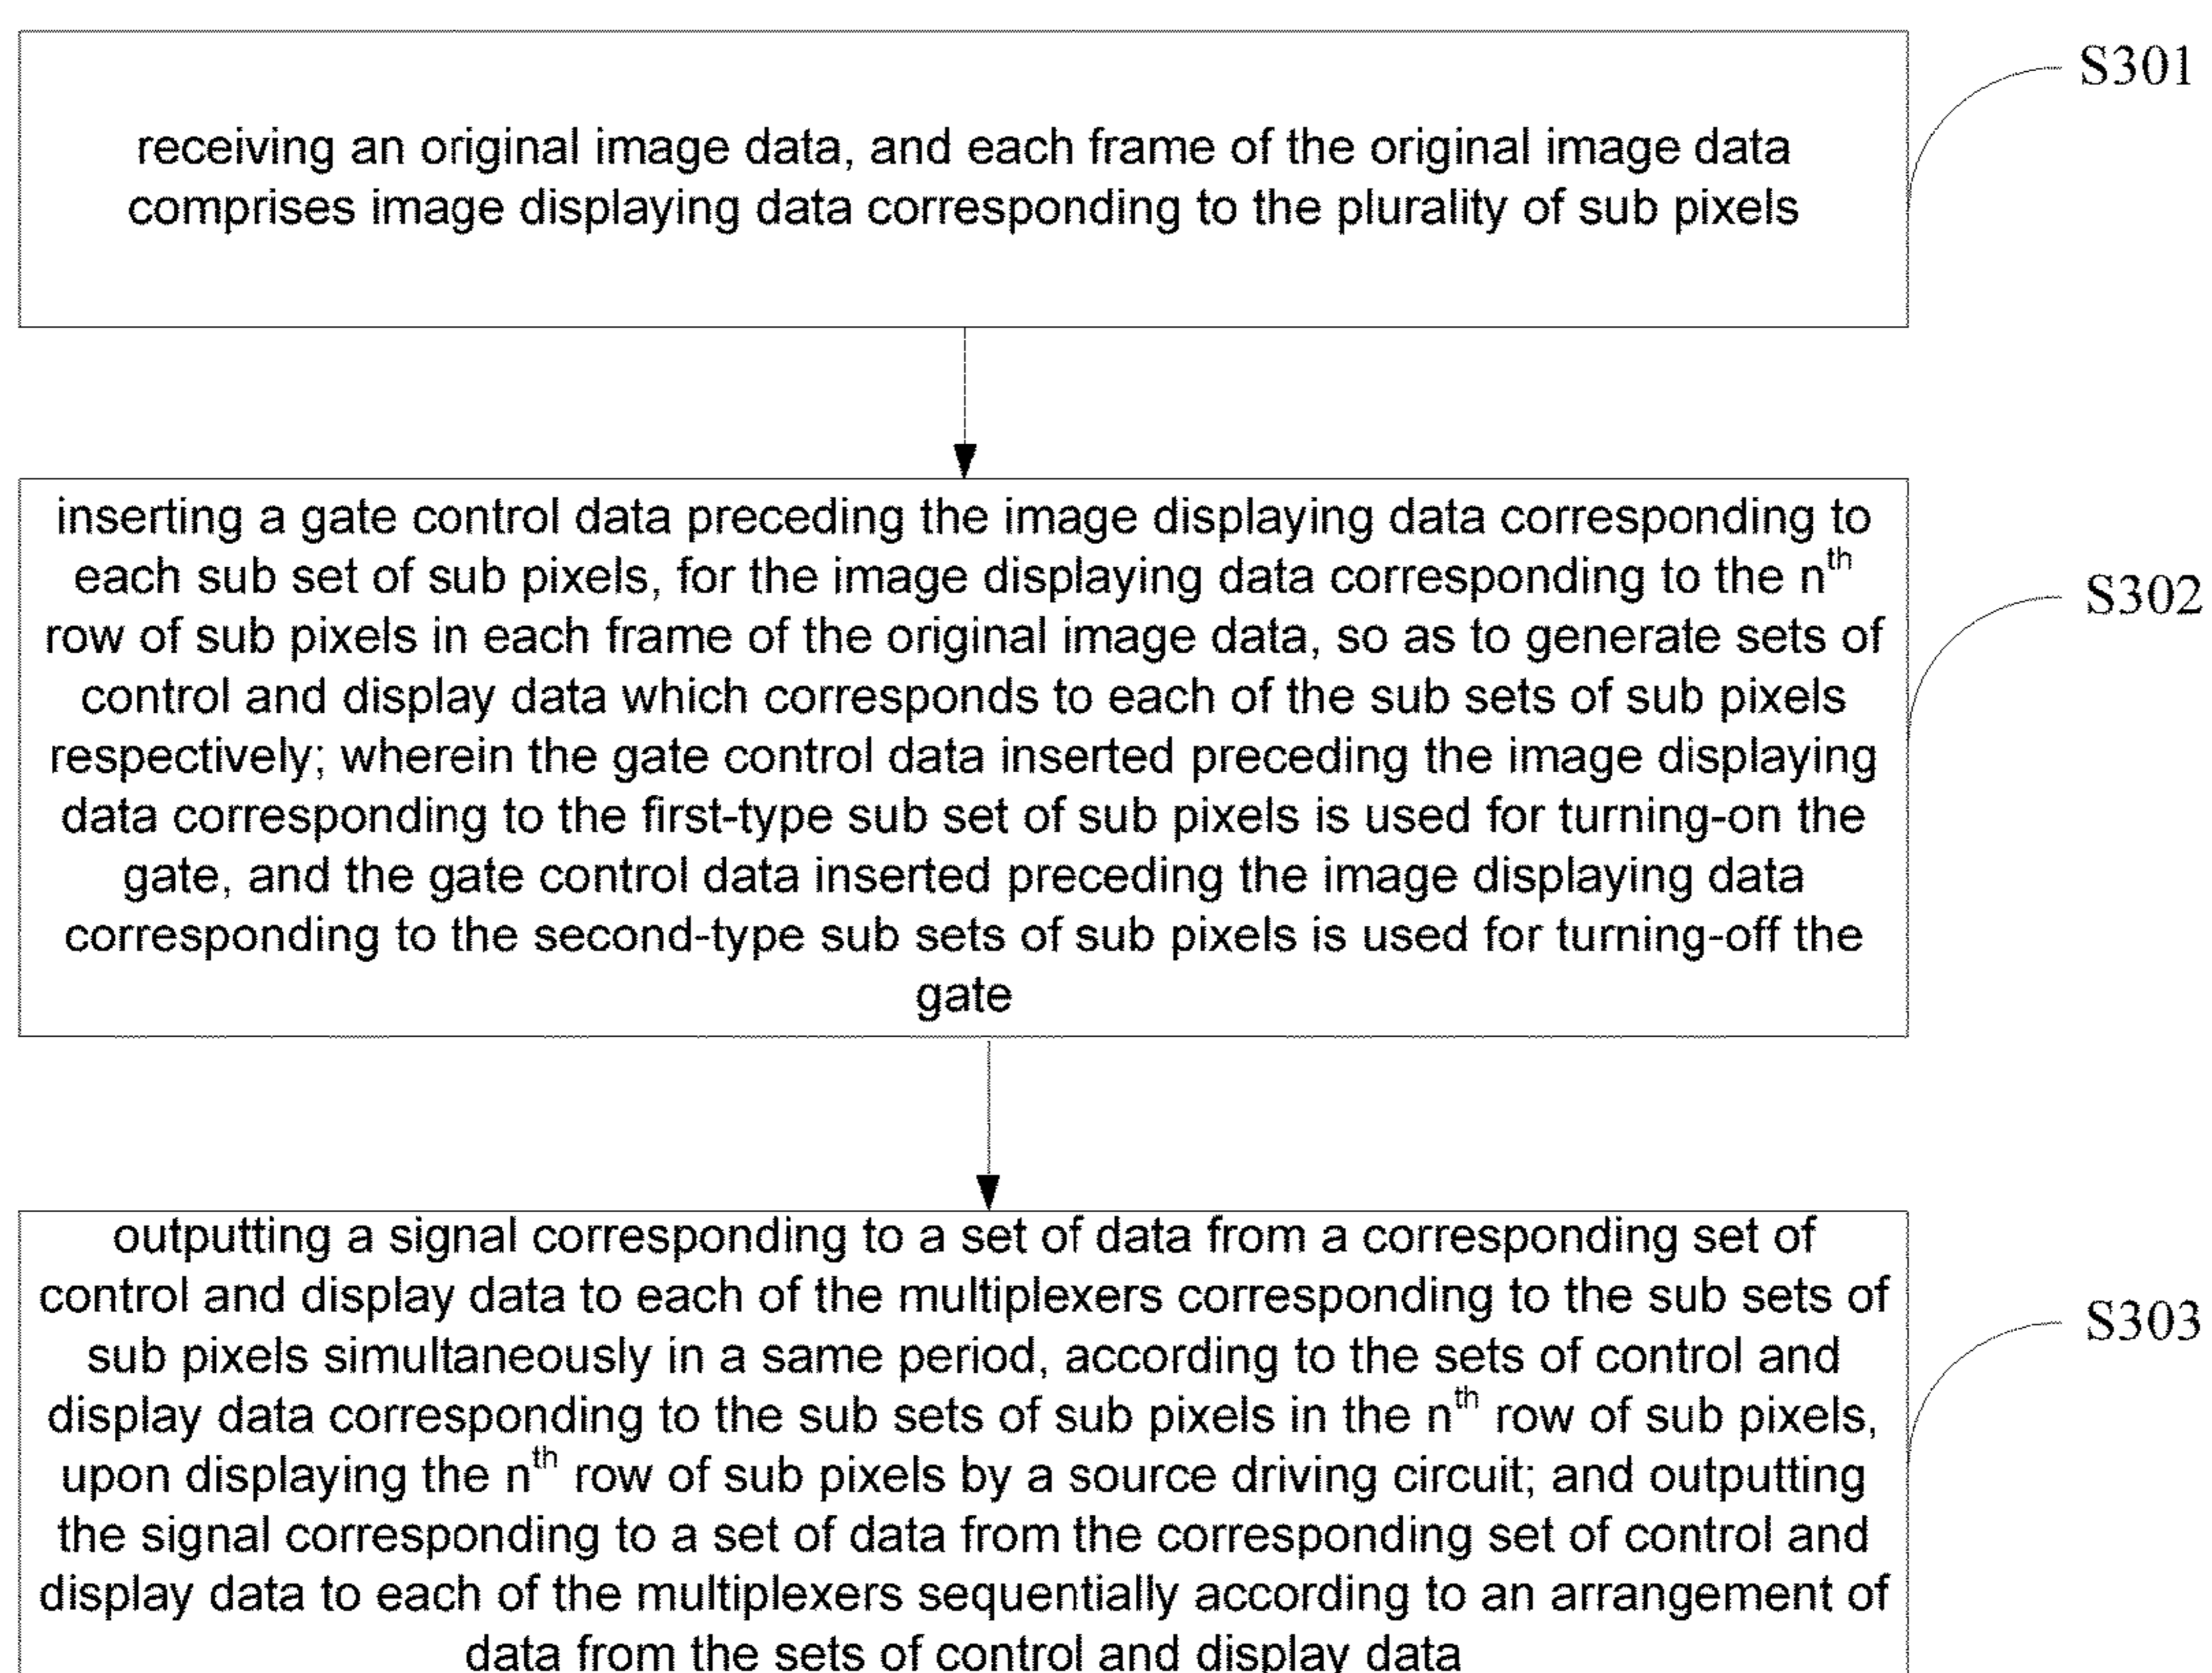 S301
receiving an original image data, and each frame of the original image data
comprises image displaying data corresponding to the plurality of sub pixels
inserting a gate control data preceding the image displaying data corresponding to
each sub set of sub pixels, for the image displaying data corresponding to the nth
row of sub pixels in each frame of the original image data, so as to generate sets of
control and display data which corresponds to each of the sub sets of sub pixels
respectively; wherein the gate control data inserted preceding the image displaying
data corresponding to the first-type sub set of sub pixels is used for turning-on the
gate, and the gate control data inserted preceding the image displaying data
corresponding to the second-type sub sets of sub pixels is used for turning-off the
gate
S302
outputting a signal corresponding to a set of data from a corresponding set of
control and display data to each of the multiplexers corresponding to the sub sets of
sub pixels simultaneously in a same period, according to the sets of control and
display data corresponding to the sub sets of sub pixels in the nth row of sub pixels,
upon displaying the nth row of sub pixels by a source driving circuit; and outputting
the signal corresponding to a set of data from the corresponding set of control and
display data to each of the multiplexers sequentially according to an arrangement of
data from the sets of control and display data
S303